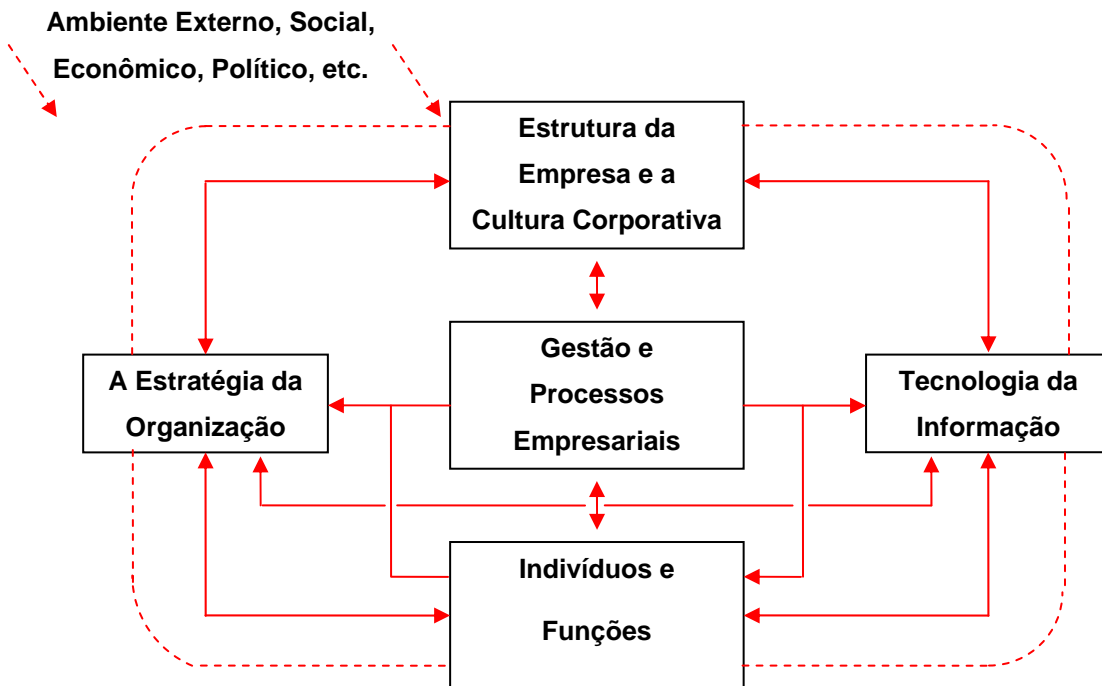 Ambiente Externo, Social,
Econômico, Político, etc.
Estrutura da
Empresa e a
Cultura Corporativa
Gestão e
Processos
Empresariais
A Estratégia da
Organização
Tecnologia da
Informação
Indivíduos e
Funções